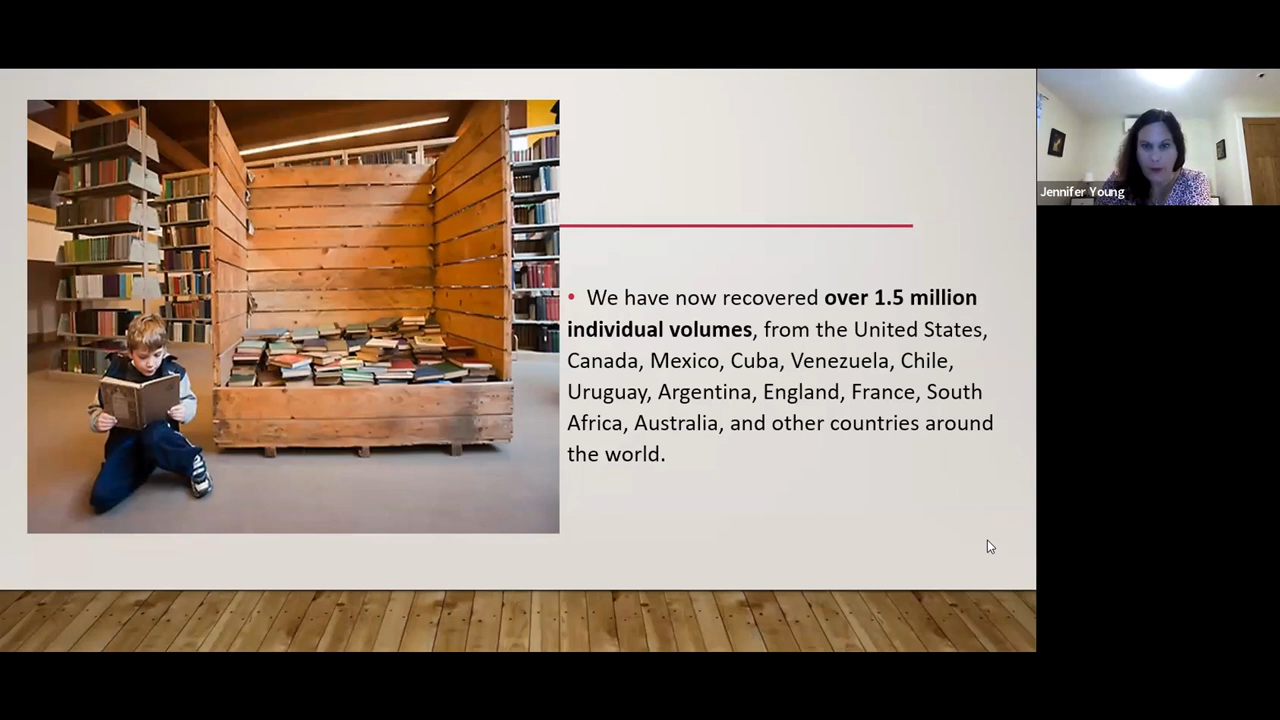 • We have now recovered over 1.5 million
individual volumes, from the United States,
Canada, Mexico, Cuba, Venezuela, Chile,
Uruguay, Argentina, England, France, South
Africa, Australia, and other countries around
the world.
Jennifer Young